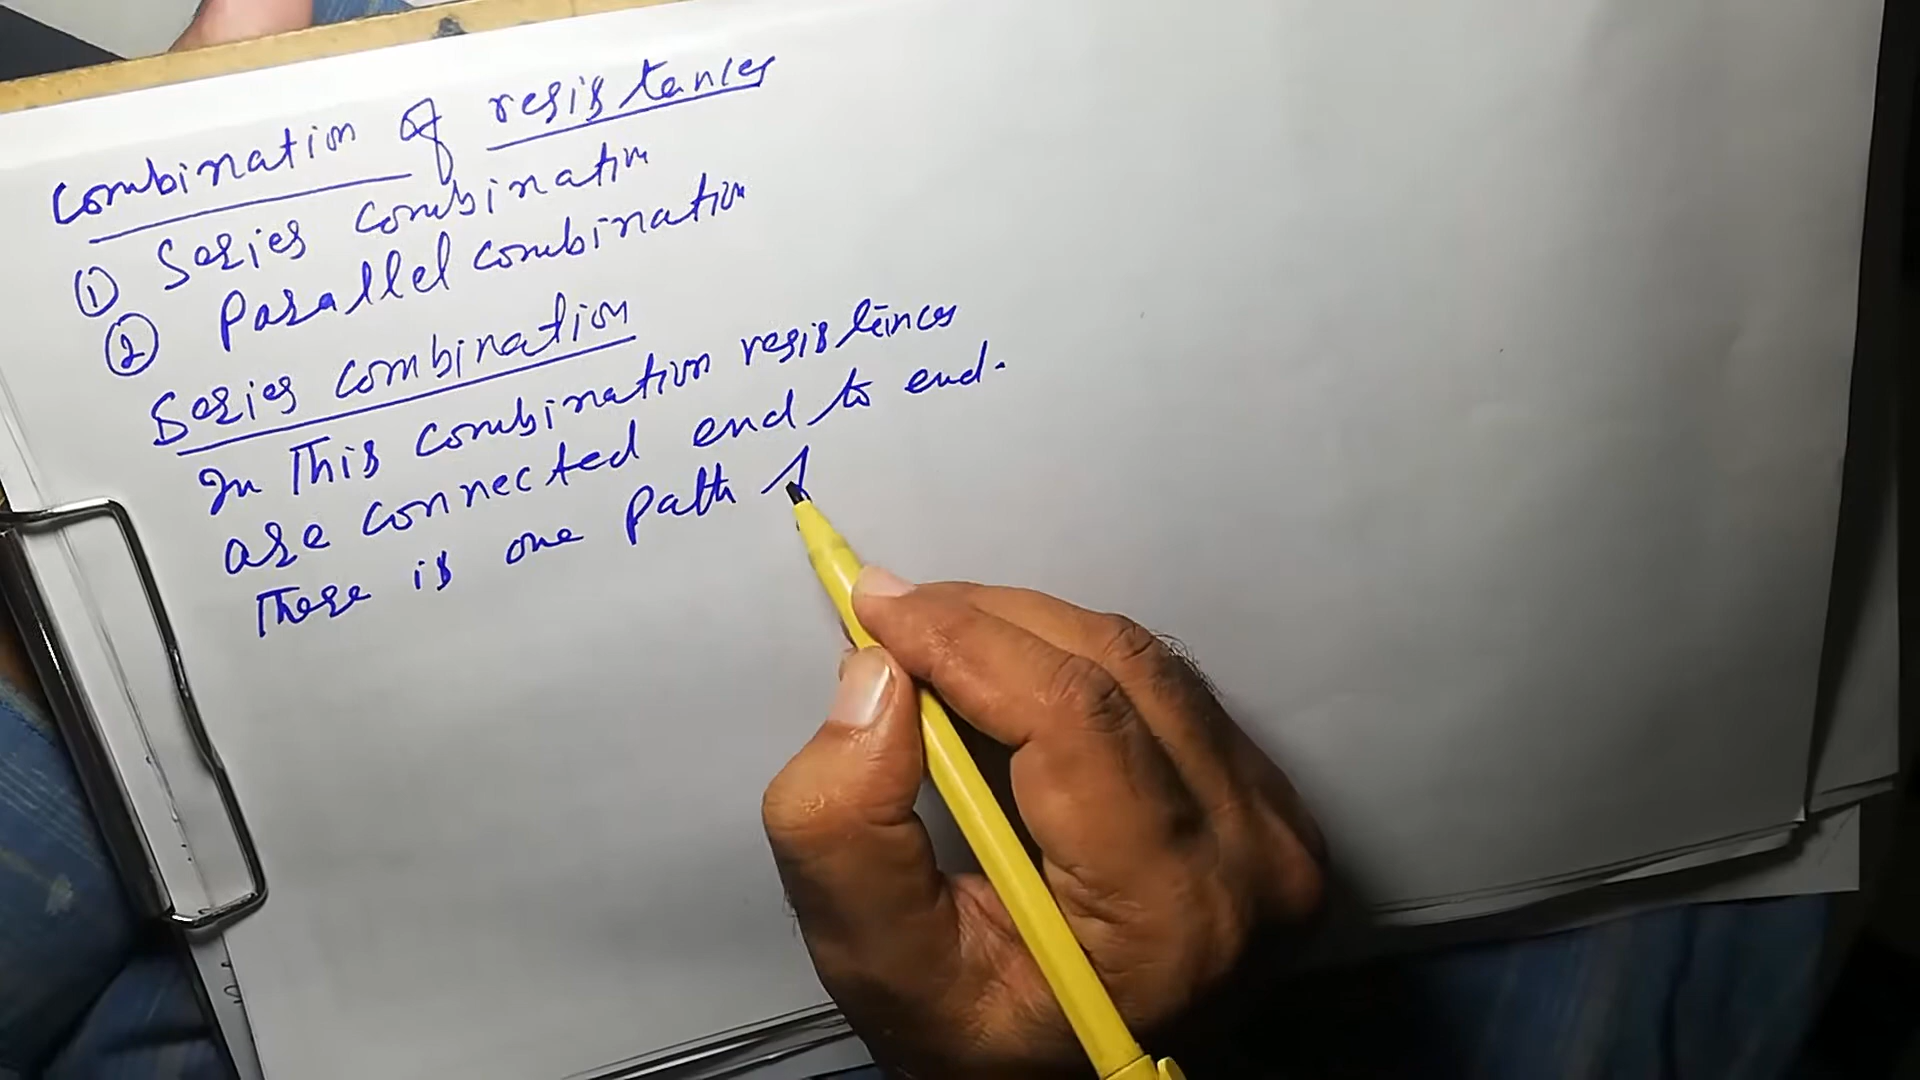 Combination of resistances
① Series combination
② Parallel combination
Series combination
In This combination resistances
are connected end to end.
There is one path